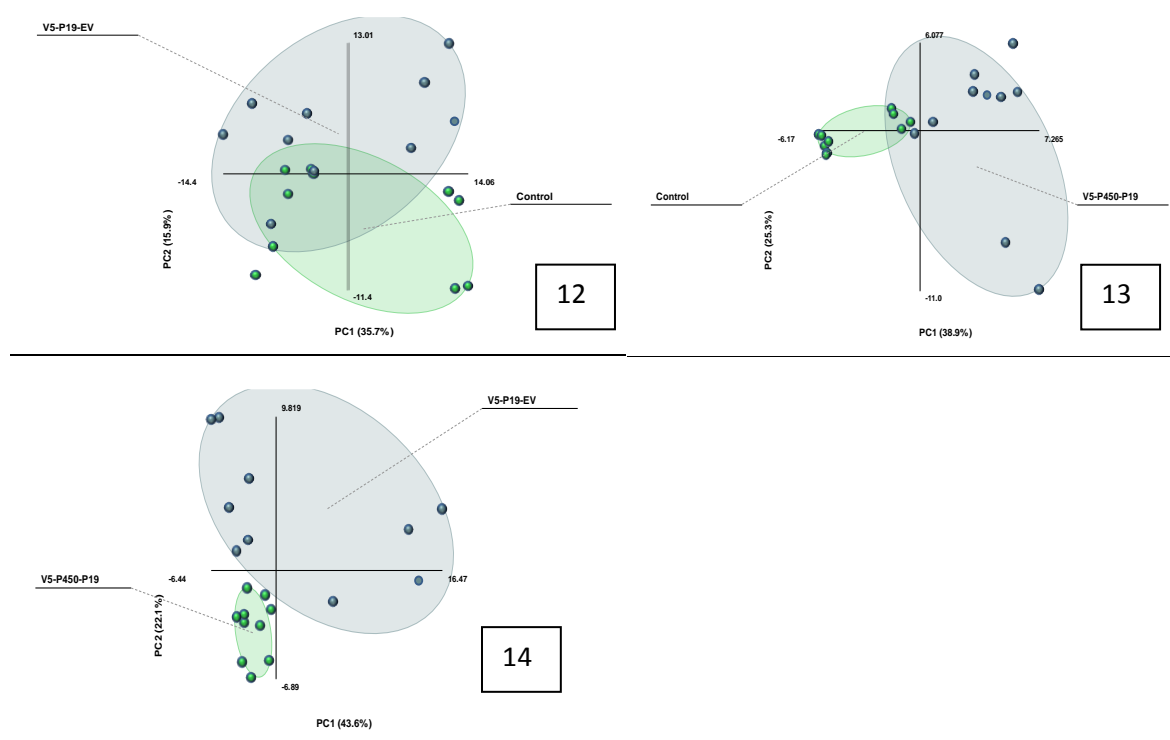 V5-P19-EV
13.01
-14.4
14.06
Control
PC2 (15.9%)
-11.4
PC1 (35.7%)
12
6.077
-6.17
7.265
Control
V5-P450-P19
PC2 (25.3%)
-11.0
PC1 (38.9%)
13
9.819
V5-P19-EV
-6.44
16.47
V5-P450-P19
PC2 (22.1%)
-6.89
PC1 (43.6%)
14